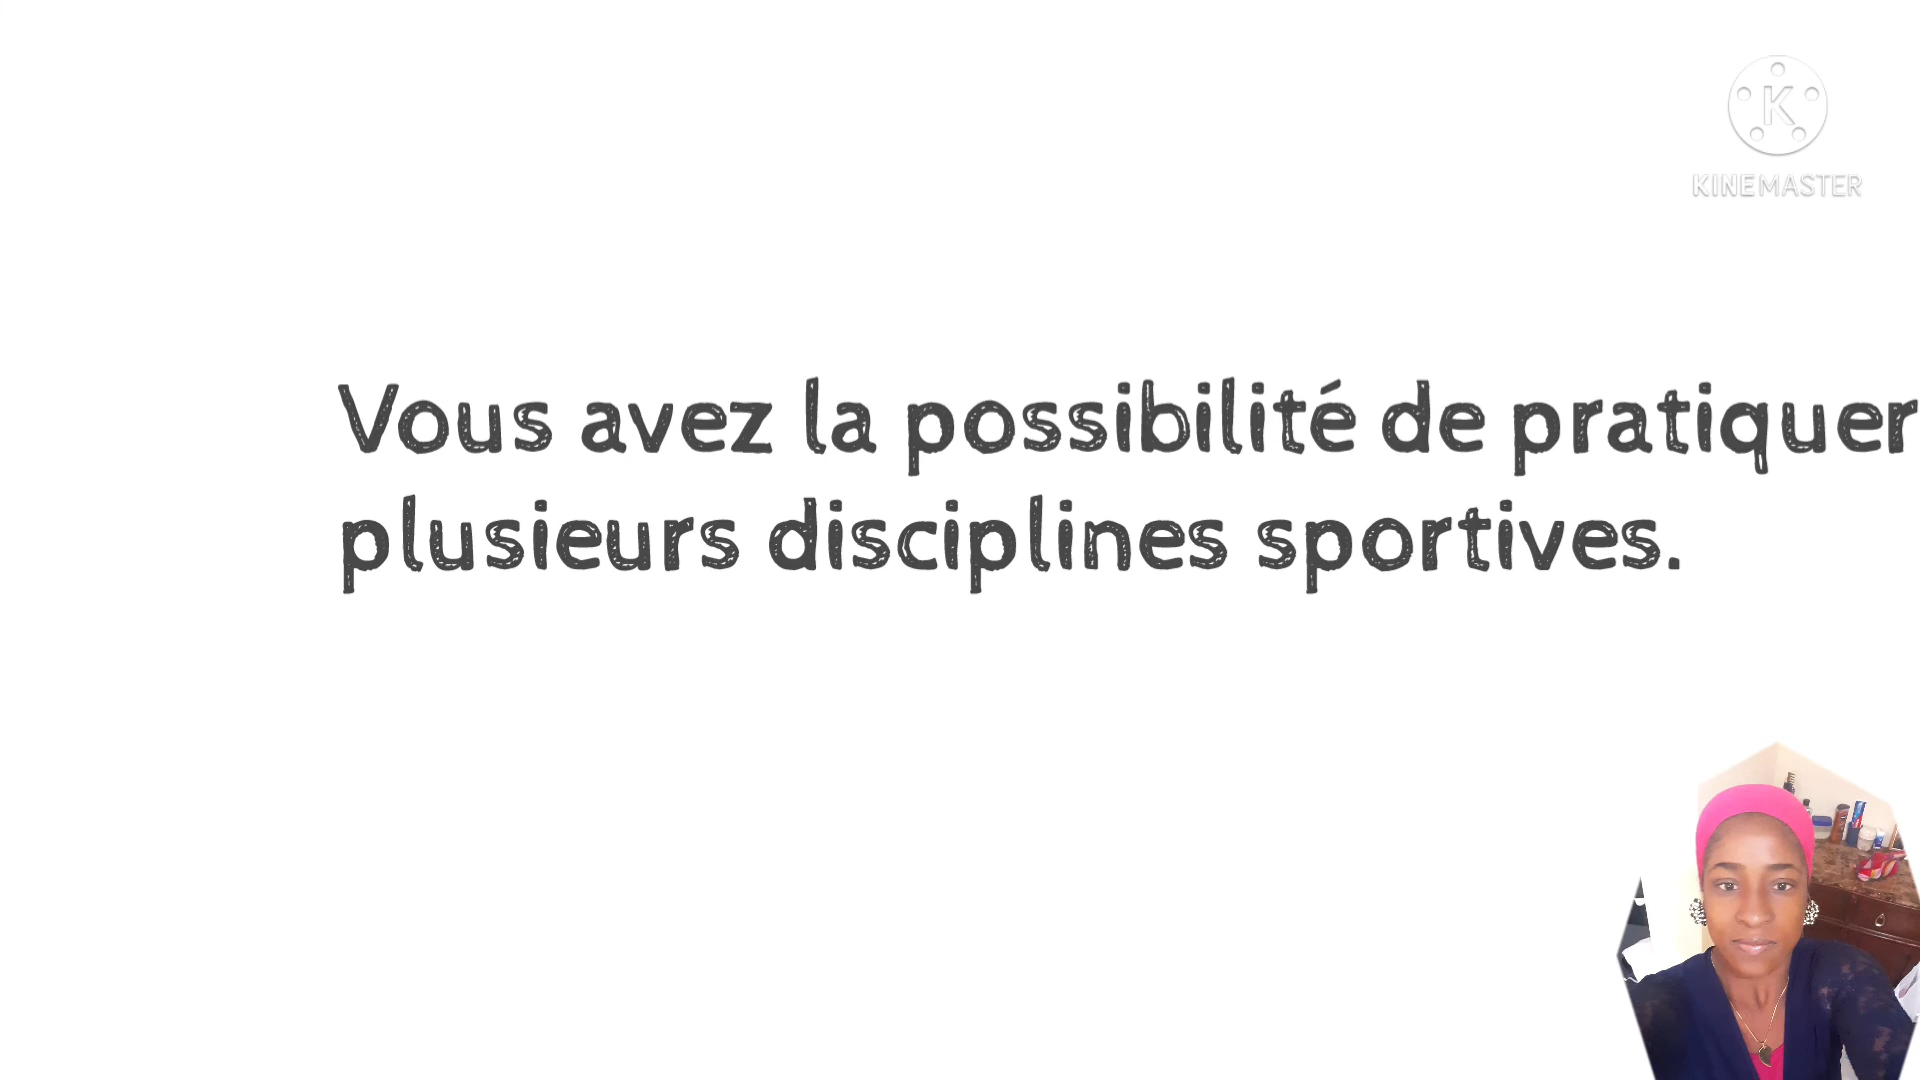 K
KINEMASTER
Vous avez la possibilité de pratiquer
plusieurs disciplines sportives.